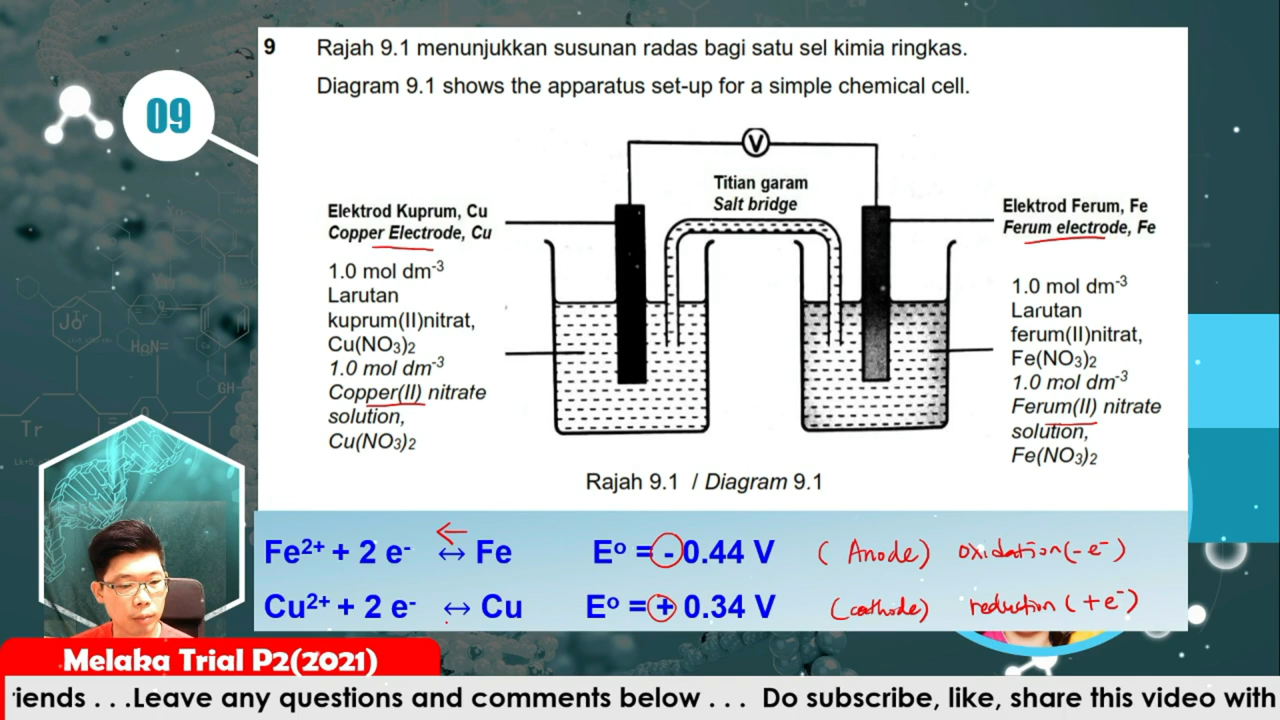 9 Rajah 9.1 menunjukkan susunan radas bagi satu sel kimia ringkas.
Diagram 9.1 shows the apparatus set-up for a simple chemical cell.
09
V
Titian garam
Salt bridge
Elektrod Kuprum, Cu
Copper Electrode, Cu
1.0 mol dm-3
Larutan
kuprum(II)nitrat,
Cu(NO3)2
1.0 mol dm-3
Copper(II) nitrate
solution,
Cu(NO3)2
Elektrod Ferum, Fe
Ferum electrode, Fe
1.0 mol dm-3
Larutan
ferum(II)nitrat,
Fe(NO3)2
1.0 mol dm-3
Ferum(II) nitrate
solution,
Fe(NO3)2
Rajah 9.1 / Diagram 9.1
Fe2+ + 2 e- ↔ Fe Eo = - 0.44 V (Anode) oxidation (-e-)
Cu2+ + 2 e- ↔ Cu Eo = + 0.34 V (cathode) reduction (+e-)
Melaka Trial P2(2021)
iends . . .Leave any questions and comments below . . . Do subscribe, like, share this video with